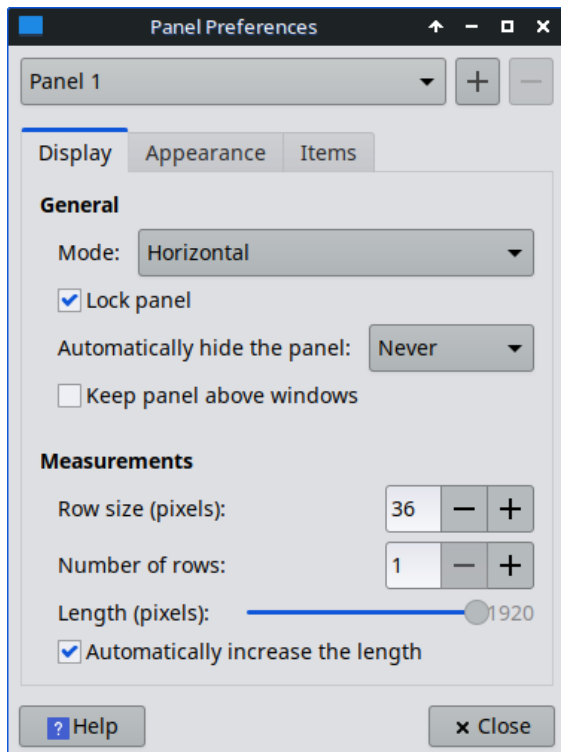 Panel Preferences
Panel 1
Display Appearance Items
General
Mode: Horizontal
Lock panel
Automatically hide the panel: Never
Keep panel above windows
Measurements
Row size (pixels): 36
Number of rows: 1
Length (pixels): 1920
Automatically increase the length
? Help
Close